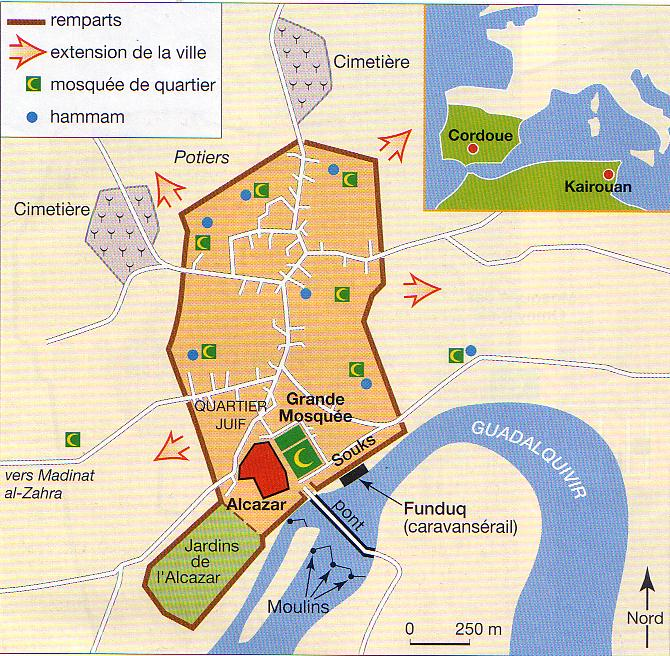 remparts
extension de la ville
mosquée de quartier
hammam
Cimetière
Cordoue
Kairouan
Potiers
Cimetière
QUARTIER
JUIF
Grande
Mosquée
Souks
GUADALQUIVIR
vers Madinat
al-Zahra
Alcazar
pont
Funduq
(caravansérail)
Jardins
de
l'Alcazar
Moulins
Nord
0 250 m